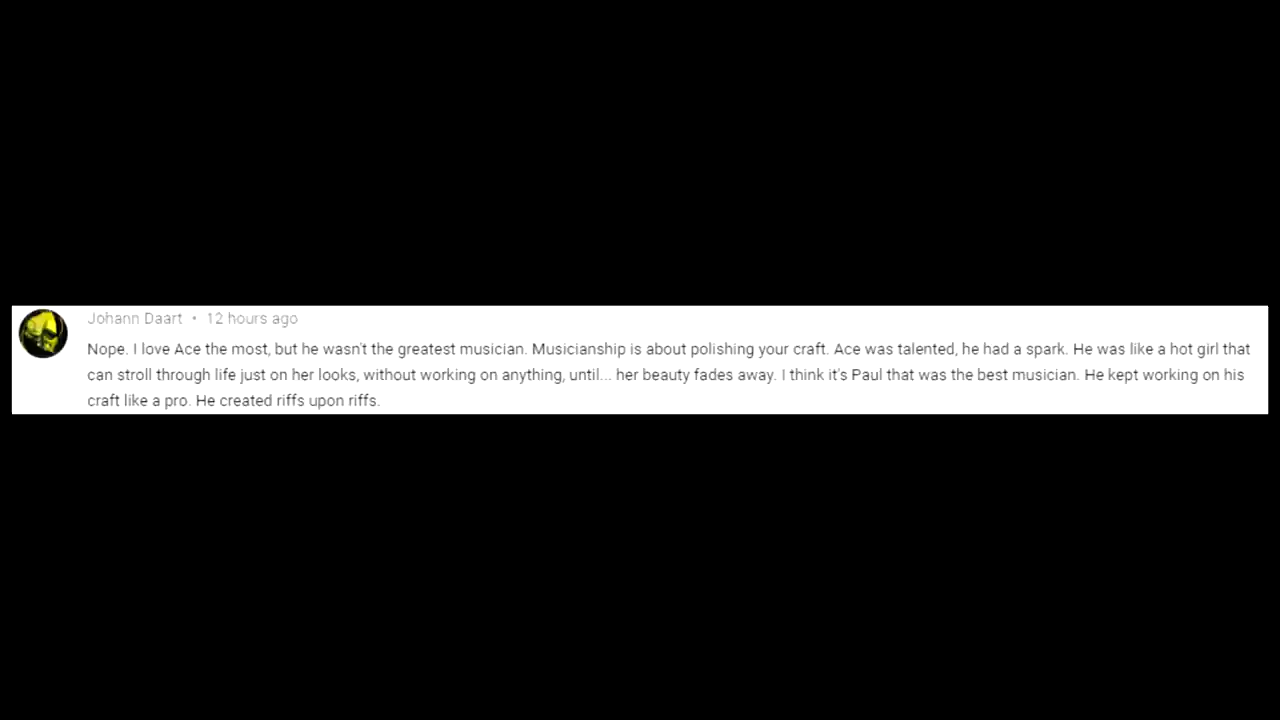 Johann Daart • 12 hours ago
Nope. I love Ace the most, but he wasn't the greatest musician. Musicianship is about polishing your craft. Ace was talented, he had a spark. He was like a hot girl that
can stroll through life just on her looks, without working on anything, until... her beauty fades away. I think it's Paul that was the best musician. He kept working on his
craft like a pro. He created riffs upon riffs.